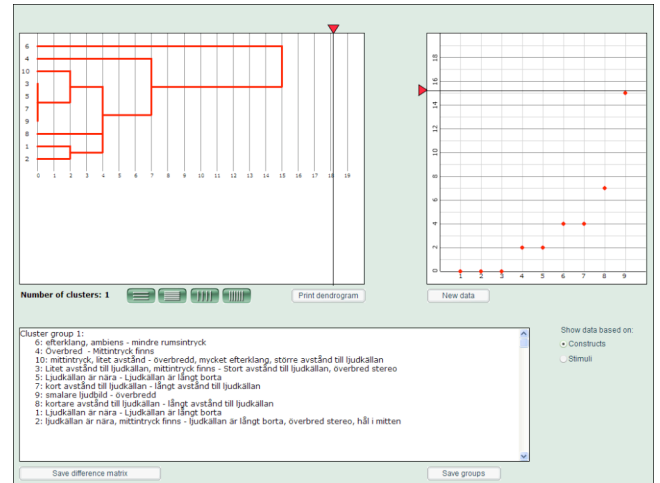 6
4
10
3
5
7
9
8
1
2
0 1 2 3 4 5 6 7 8 9 10 11 12 13 14 15 16 17 18 19
18
16
14
12
10
8
6
4
2
0
1 2 3 4 5 6 7 8 9
Number of clusters: 1
Print dendrogram
New data
Cluster group 1:
6: efterklang, ambiens - mindre rumsintryck
4: Överbred - Mittintryck finns
10: mittintryck, litet avstånd - överbredd, mycket efterklang, större avstånd till ljudkällan
3: Litet avstånd till ljudkällan, mittintryck finns - Stort avstånd till ljudkällan, överbred stereo
5: Ljudkällan är nära - Ljudkällan är långt borta
7: kort avstånd till ljudkällan - långt avstånd till ljudkällan
9: smalare ljudbild - överbredd
8: kortare avstånd till ljudkällan - långt avstånd till ljudkällan
1: Ljudkällan är nära - Ljudkällan är långt borta
2: ljudkällan är nära, mittintryck finns - ljudkällan är långt borta, överbred stereo, hål i mitten
Show data based on:
Constructs
Stimuli
Save difference matrix
Save groups